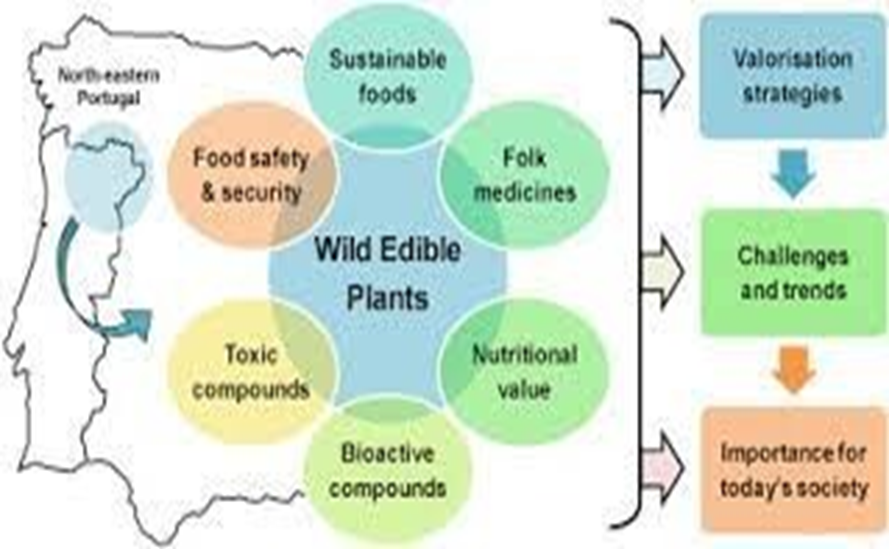 North-eastern
Portugal
Sustainable
foods
Food safety
& security
Folk
medicines
Wild Edible
Plants
Toxic
compounds
Nutritional
value
Bioactive
compounds
Valorisation
strategies
Challenges
and trends
Importance for
today's society